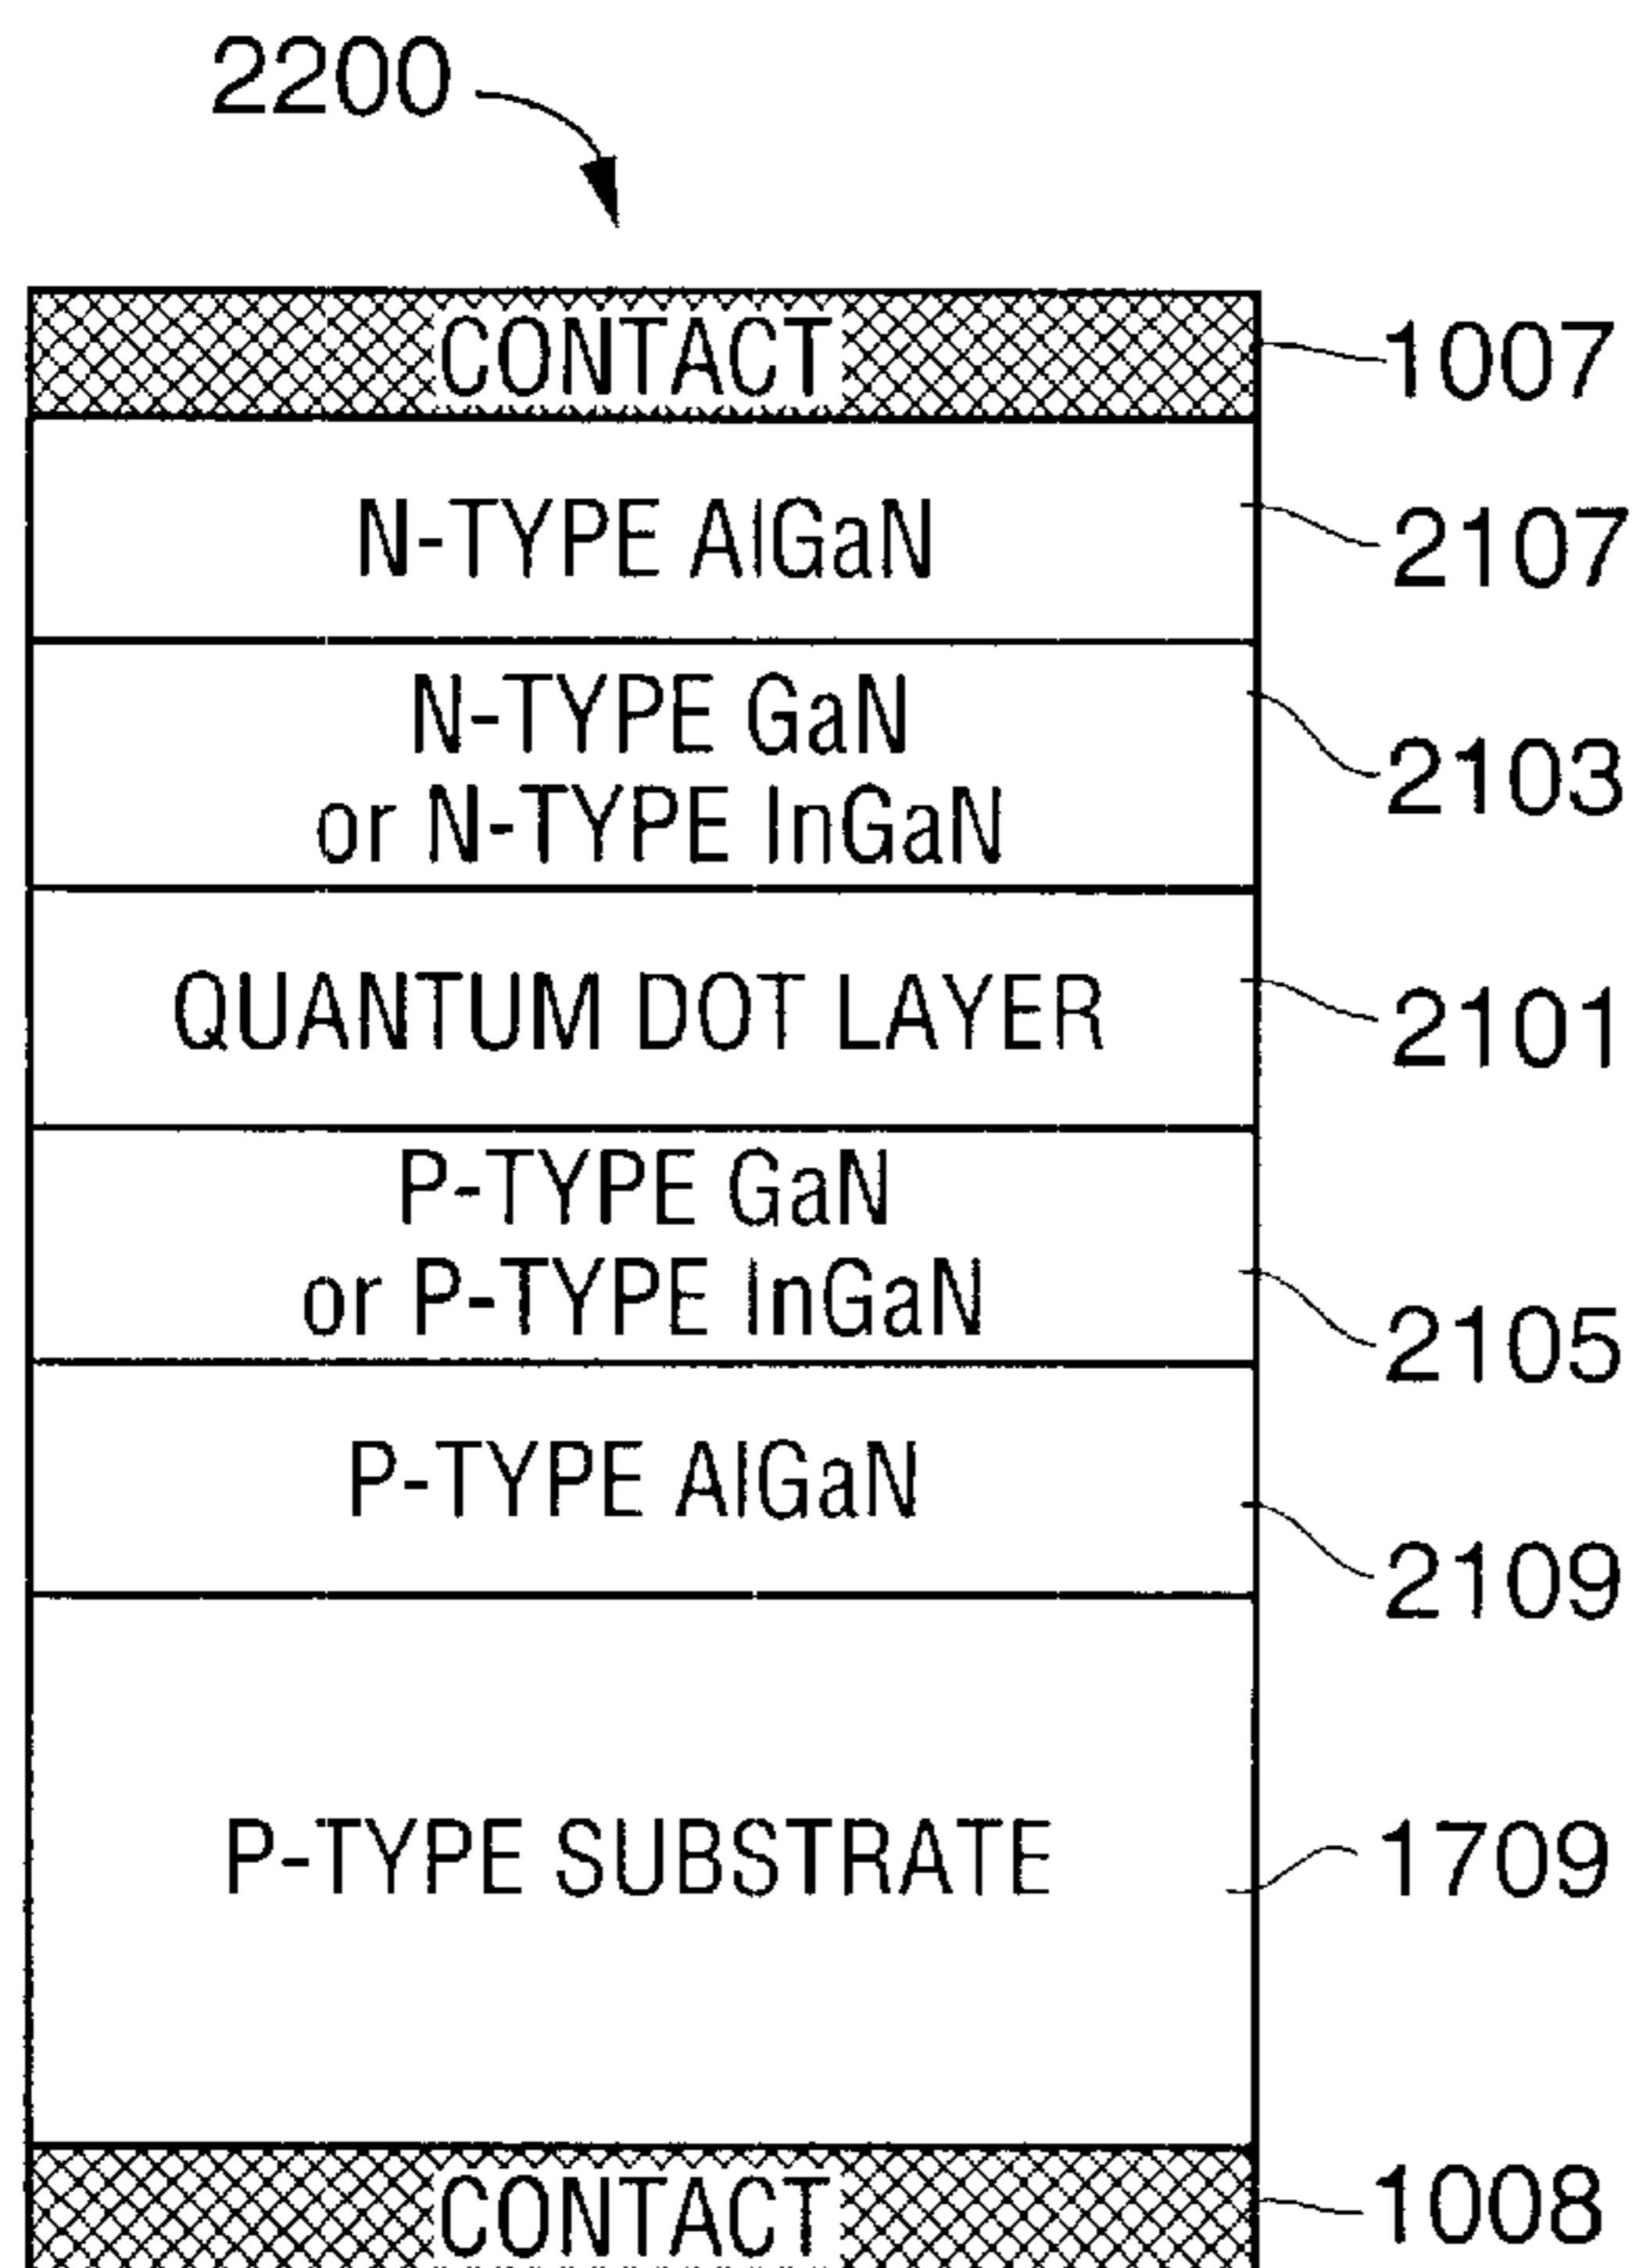 2200
CONTACT
1007
N-TYPE AlGaN
2107
N-TYPE GaN
or N-TYPE InGaN
2103
QUANTUM DOT LAYER
2101
P-TYPE GaN
or P-TYPE InGaN
2105
P-TYPE AlGaN
2109
P-TYPE SUBSTRATE
1709
CONTACT
1008